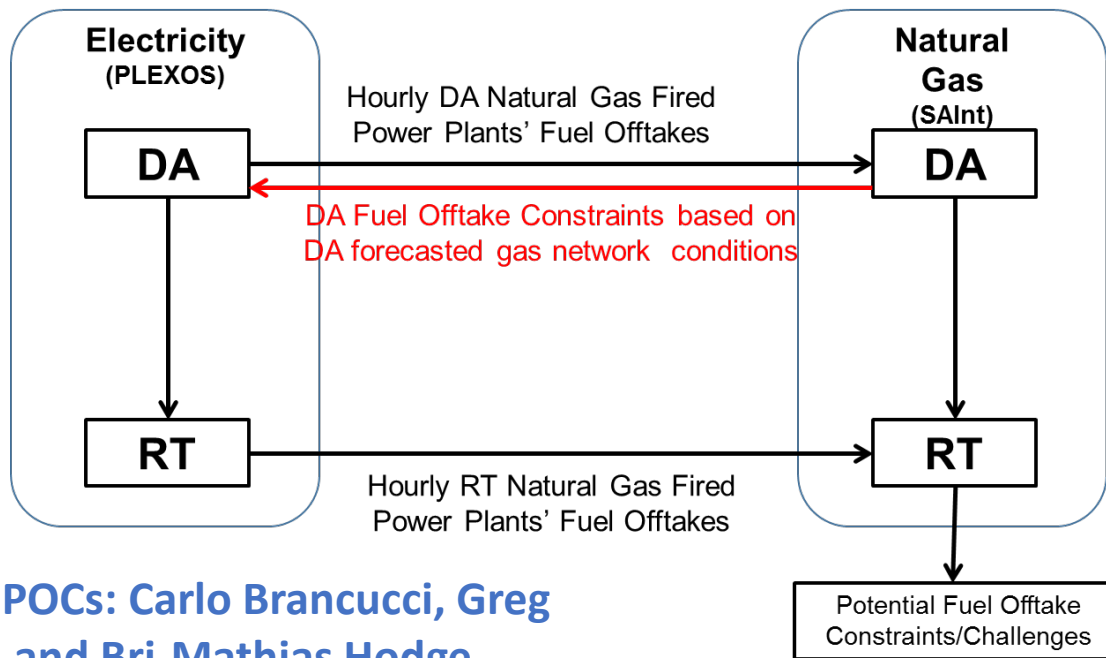 Electricity
(PLEXOS)
Natural
Gas
(SAInt)
Hourly DA Natural Gas Fired
Power Plants' Fuel Offtakes
DA
DA
DA Fuel Offtake Constraints based on
DA forecasted gas network conditions
RT
RT
Hourly RT Natural Gas Fired
Power Plants' Fuel Offtakes
POCs: Carlo Brancucci, Greg
and Bri-Mathias Hodge
Potential Fuel Offtake
Constraints/Challenges